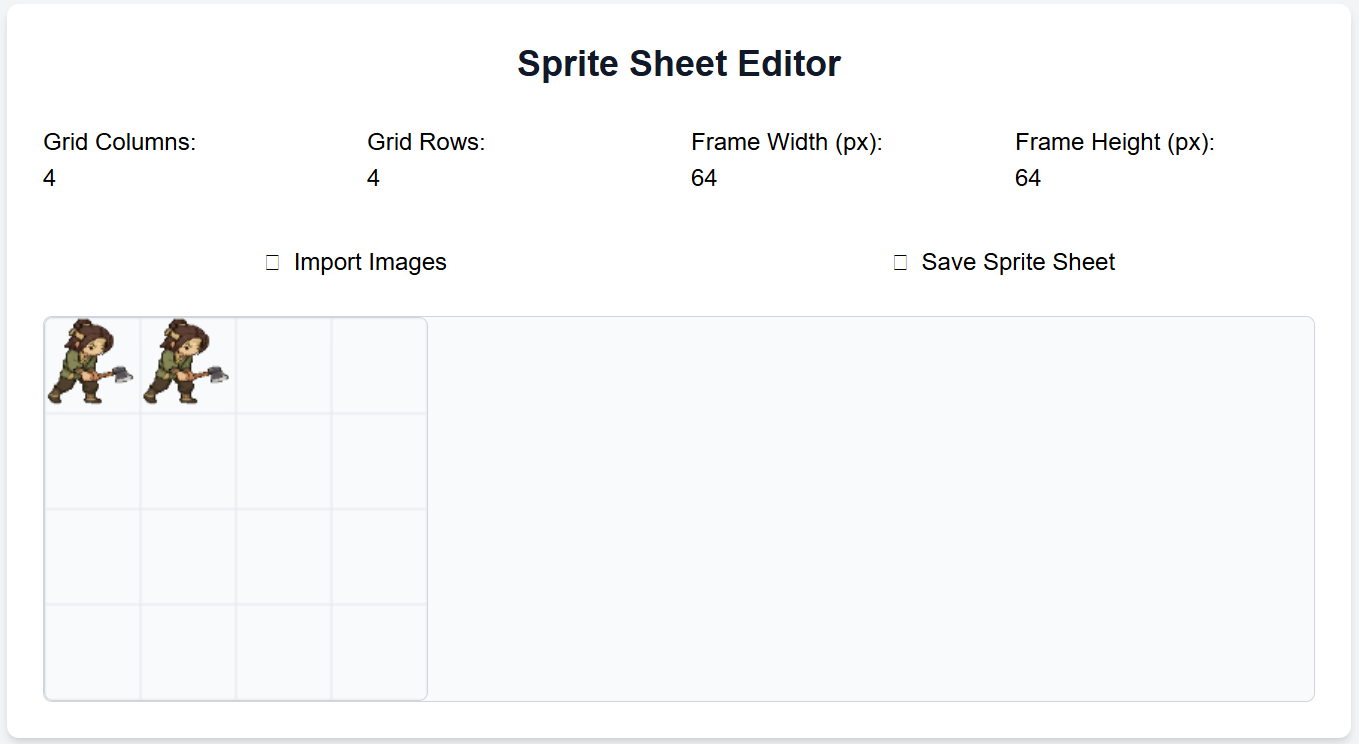 Sprite Sheet Editor
Grid Columns: Grid Rows: Frame Width (px): Frame Height (px):
4 4 64 64
Import Images Save Sprite Sheet